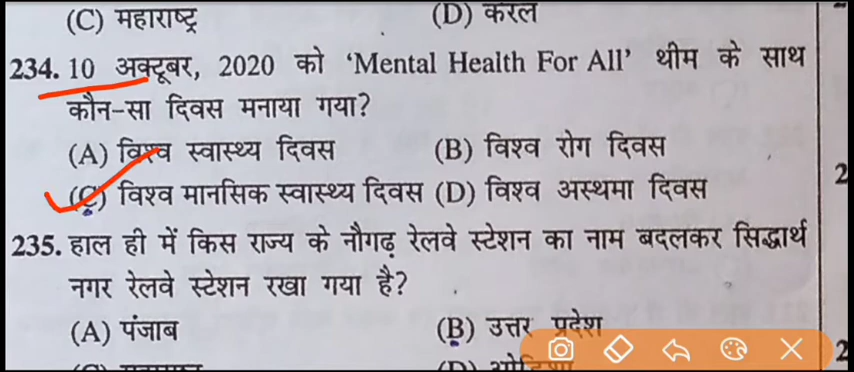 (C) महाराष्ट्र (D) केरल
234. 10 अक्टूबर, 2020 को ‘Mental Health For All’ थीम के साथ
कौन-सा दिवस मनाया गया?
(A) विश्व स्वास्थ्य दिवस (B) विश्व रोग दिवस
(C) विश्व मानसिक स्वास्थ्य दिवस (D) विश्व अस्थमा दिवस
235. हाल ही में किस राज्य के नौगढ़ रेलवे स्टेशन का नाम बदलकर सिद्धार्थ
नगर रेलवे स्टेशन रखा गया है?
(A) पंजाब (B) उत्तर प्रदेश